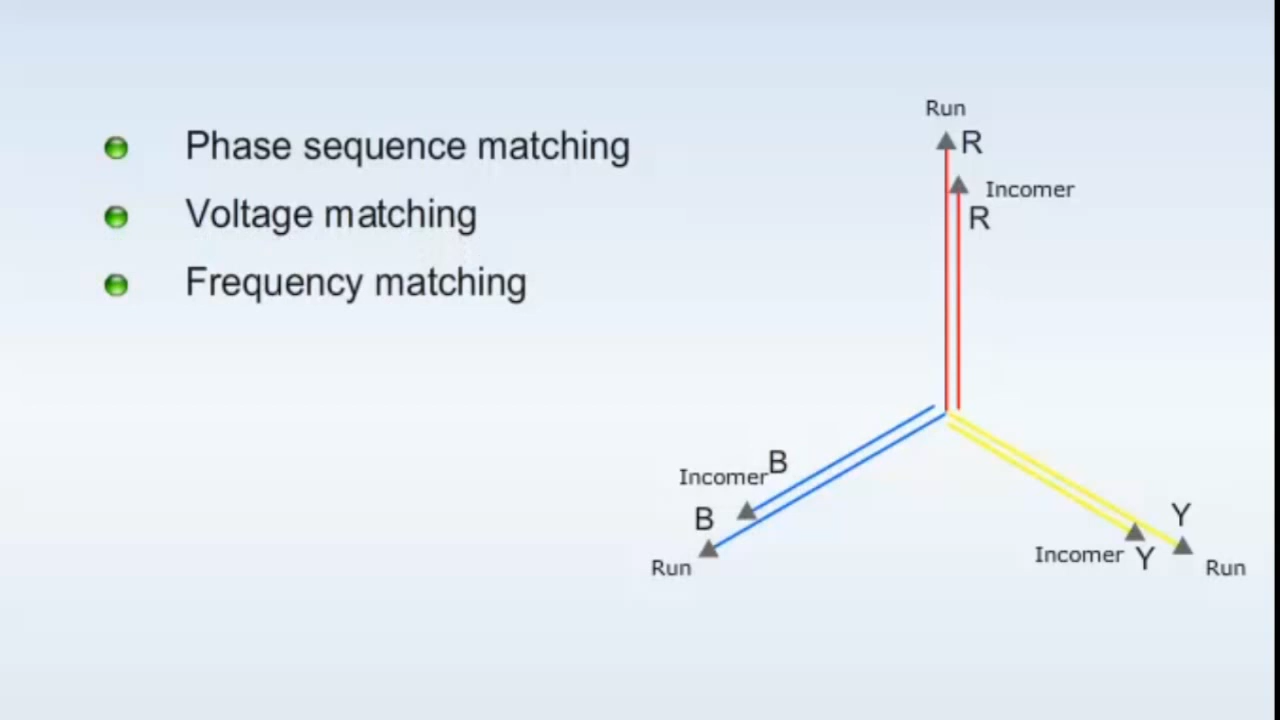 Phase sequence matching
Voltage matching
Frequency matching
Run
R
Incomer
R
Incomer B
B
Run
Y
Incomer Y
Run